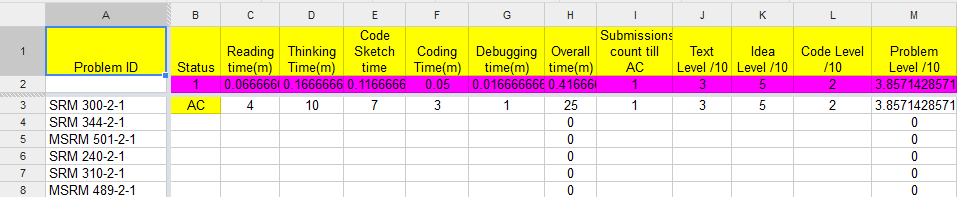 A B C D E F G H I J K L M
1 Problem ID Status Reading time(m) Thinking Time(m) Code Sketch time Coding Time(m) Debugging time(m) Overall time(m) Submissions count till AC Text Level /10 Idea Level /10 Code Level /10 Problem Level /10
2 1 0.0666666 0.1666666 0.1166666 0.05 0.016666666 0.41666 1 3 5 2 3.8571428571
3 SRM 300-2-1 AC 4 10 7 3 1 25 1 3 5 2 3.8571428571
4 SRM 344-2-1 0 0
5 MSRM 501-2-1 0 0
6 SRM 240-2-1 0 0
7 SRM 310-2-1 0 0
8 MSRM 489-2-1 0 0